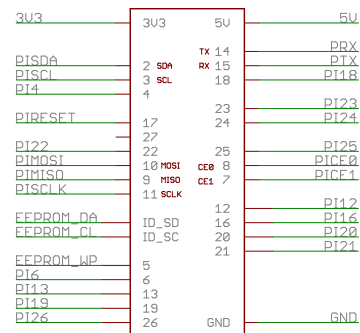 3V3 3V3 5V 5V
TX 14 PRX
PISDA 2 SDA RX 15 PTX
PISCL 3 SCL 18 PI18
PI4 4
23 PI23
PIRESET 17 24 PI24
27
PI22 22 25 PI25
PIMOSI 10 MOSI CE0 8 PICE0
PIMISO 9 MISO CE1 7 PICE1
PISCLK 11 SCLK
12 PI12
EEPROM_DA ID_SD 16 PI16
EEPROM_CL ID_SC 20 PI20
21 PI21
EEPROM_WP 5
PI6 6
PI13 13
PI19 19
PI26 26 GND GND